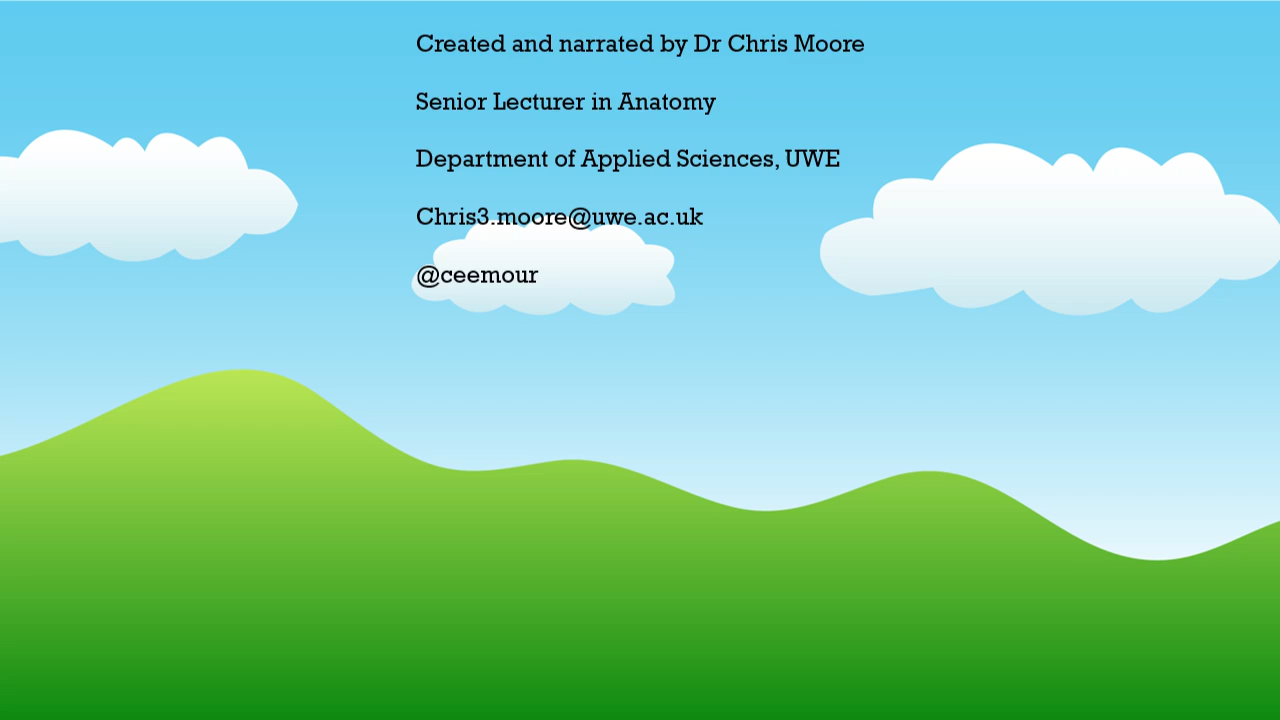 Created and narrated by Dr Chris Moore
Senior Lecturer in Anatomy
Department of Applied Sciences, UWE
Chris3.moore@uwe.ac.uk
@ceemour